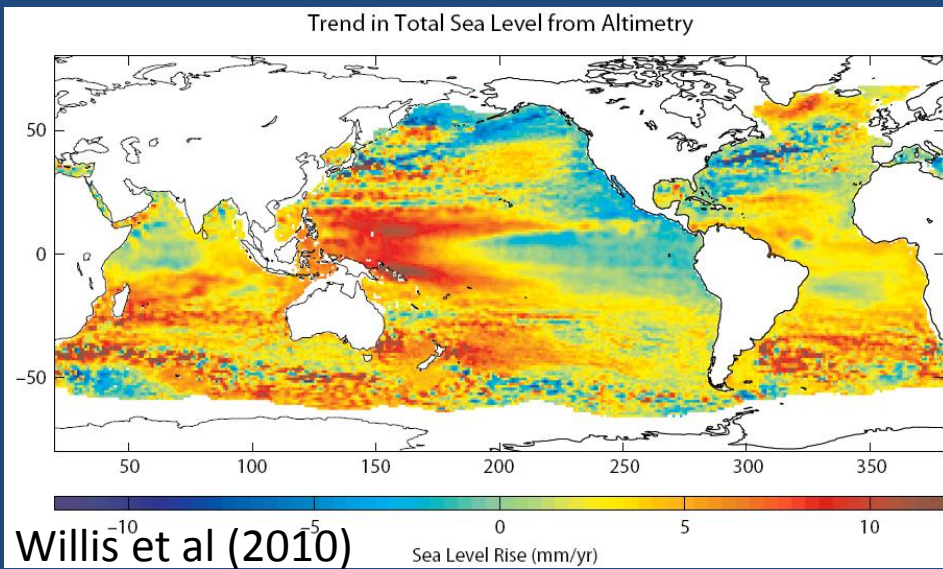 Trend in Total Sea Level from Altimetry
50
0
−50
50 100 150 200 250 300 350
−10 −5 0 5 10
Willis et al (2010)
Sea Level Rise (mm/yr)